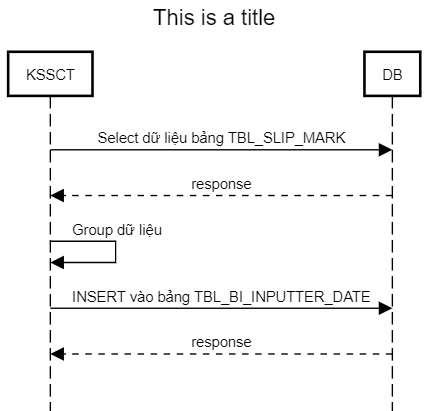 This is a title
KSSCT
DB
Select dữ liệu bảng TBL_SLIP_MARK
response
Group dữ liệu
INSERT vào bảng TBL_BI_INPUTTER_DATE
response